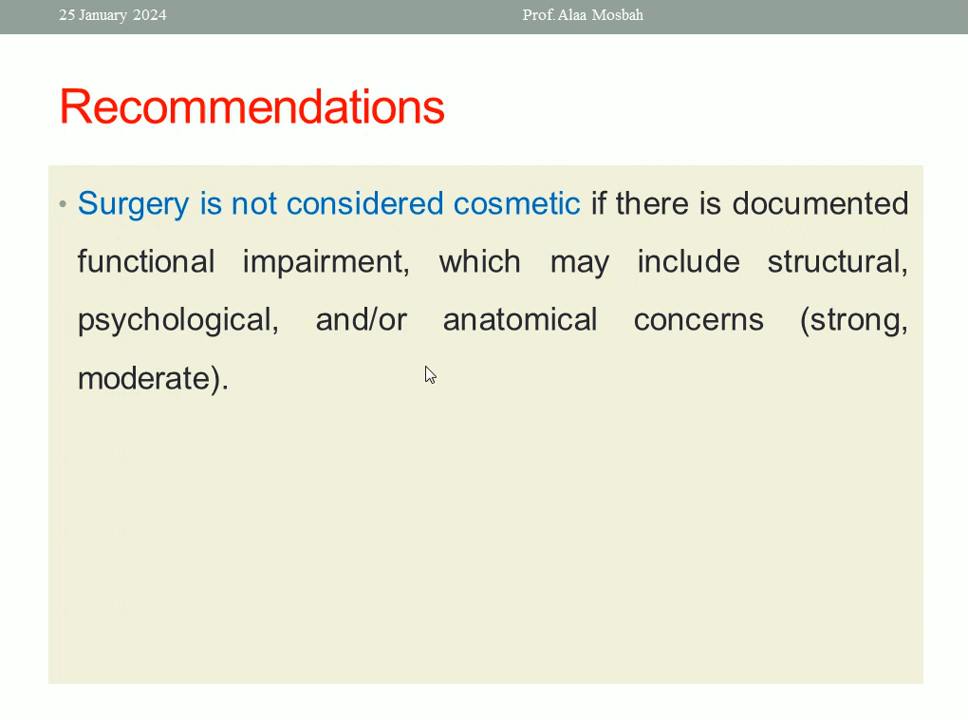 25 January 2024
Prof. Alaa Mosbah
Recommendations
• Surgery is not considered cosmetic if there is documented
functional impairment, which may include structural,
psychological, and/or anatomical concerns (strong,
moderate).